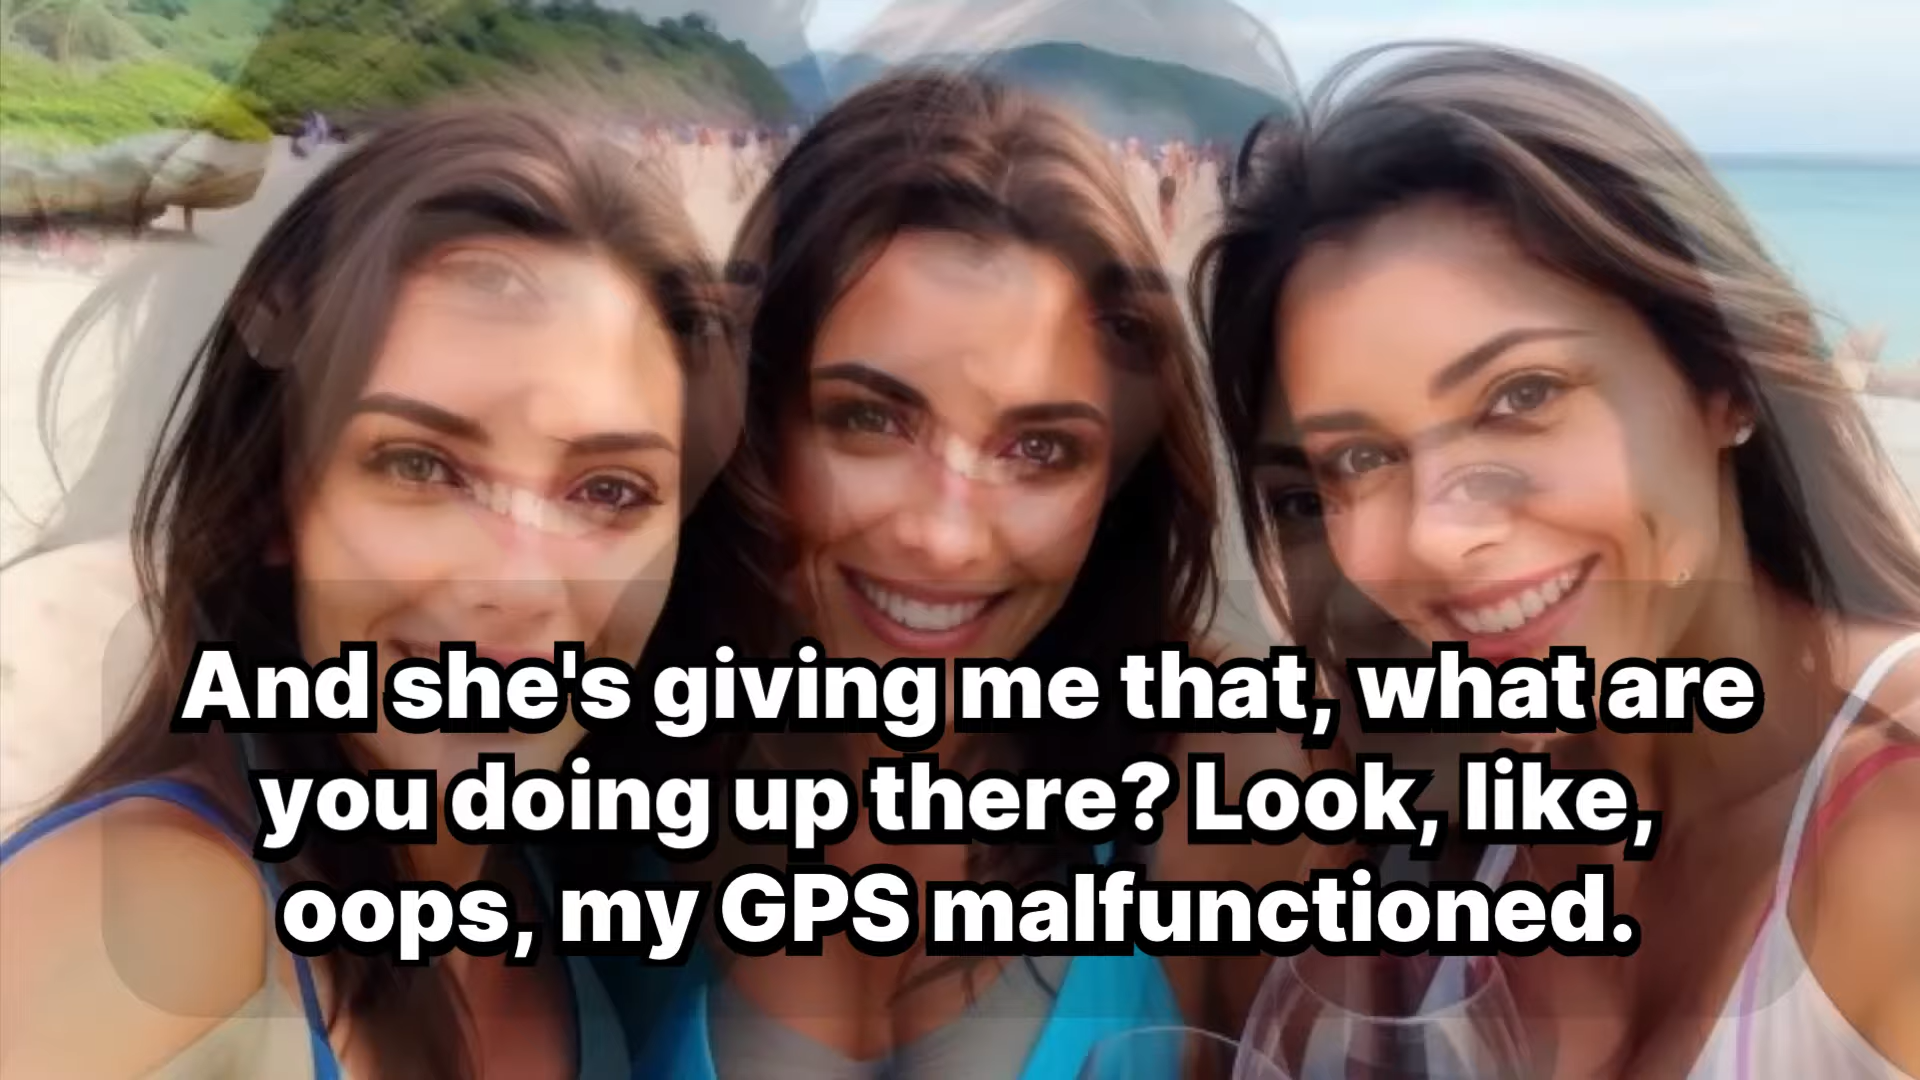 And she's giving me that, what are
you doing up there? Look, like,
oops, my GPS malfunctioned.